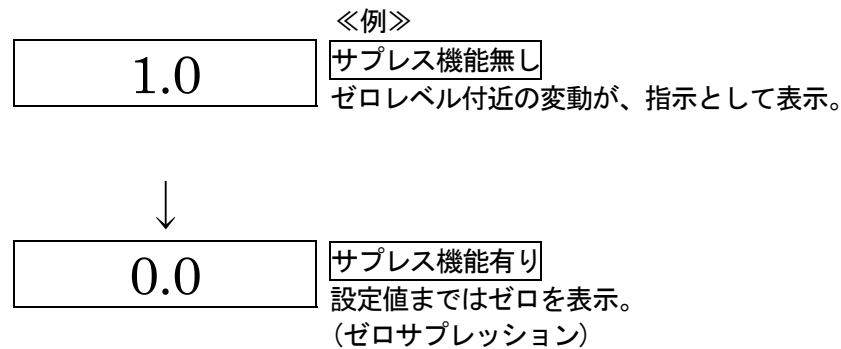 ≪例≫
1.0
サプレス機能無し
ゼロレベル付近の変動が、指示として表示。
↓
0.0
サプレス機能有り
設定値まではゼロを表示。
(ゼロサプレッション)